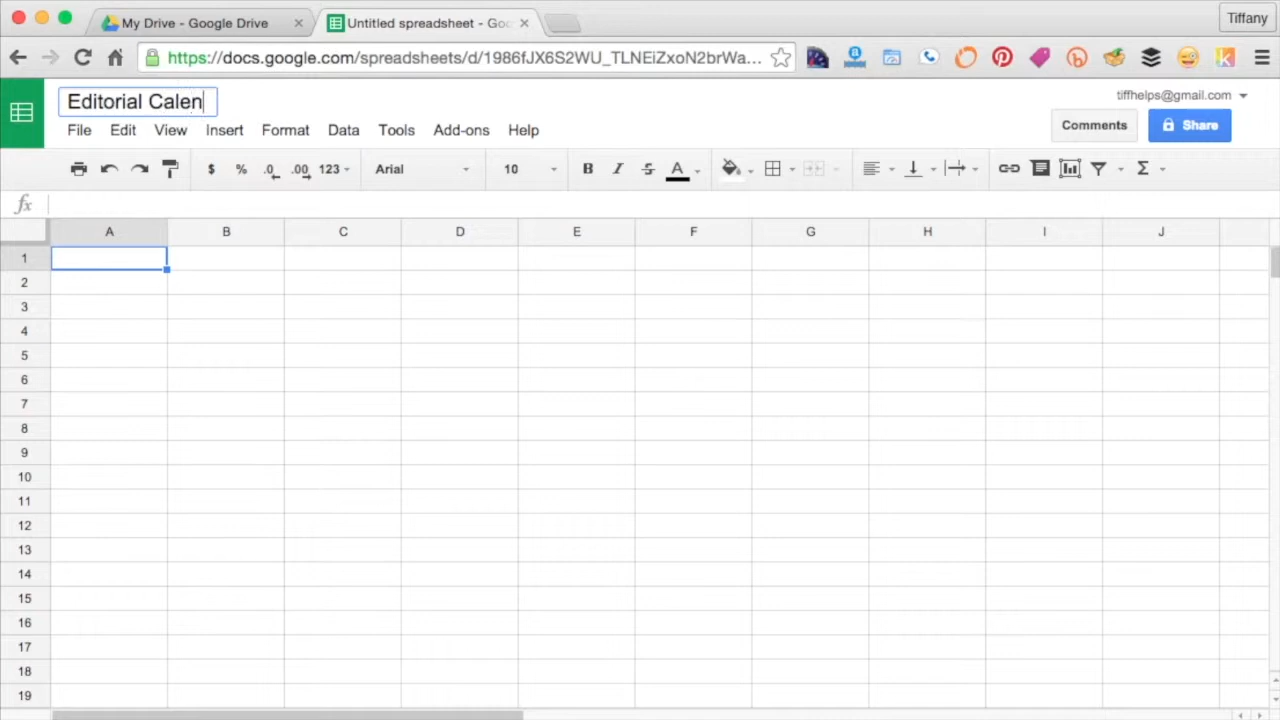 My Drive - Google Drive
Untitled spreadsheet - Goo
Tiffany
https://docs.google.com/spreadsheets/d/1986fJX6S2WU_TLNEiZxoN2brWa...
Editorial Calen
tiffhelps@gmail.com
File Edit View Insert Format Data Tools Add-ons Help
Comments
Share
$ % .0 .00 123 Arial 10 B I S A Σ
fx
A B C D E F G H I J
1
2
3
4
5
6
7
8
9
10
11
12
13
14
15
16
17
18
19